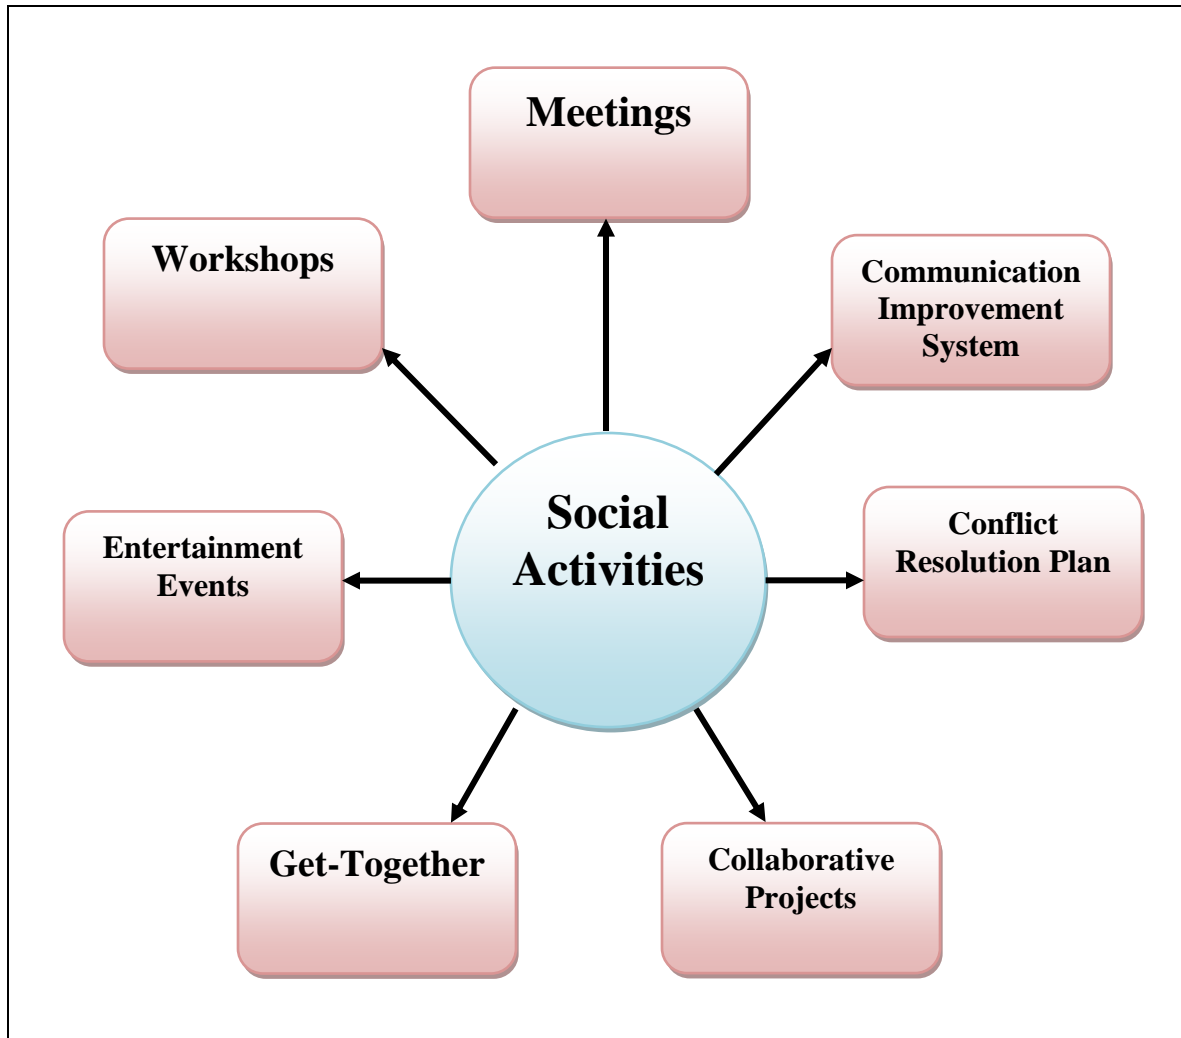 Meetings
Workshops
Communication
Improvement
System
Social
Activities
Entertainment
Events
Conflict
Resolution Plan
Get-Together
Collaborative
Projects